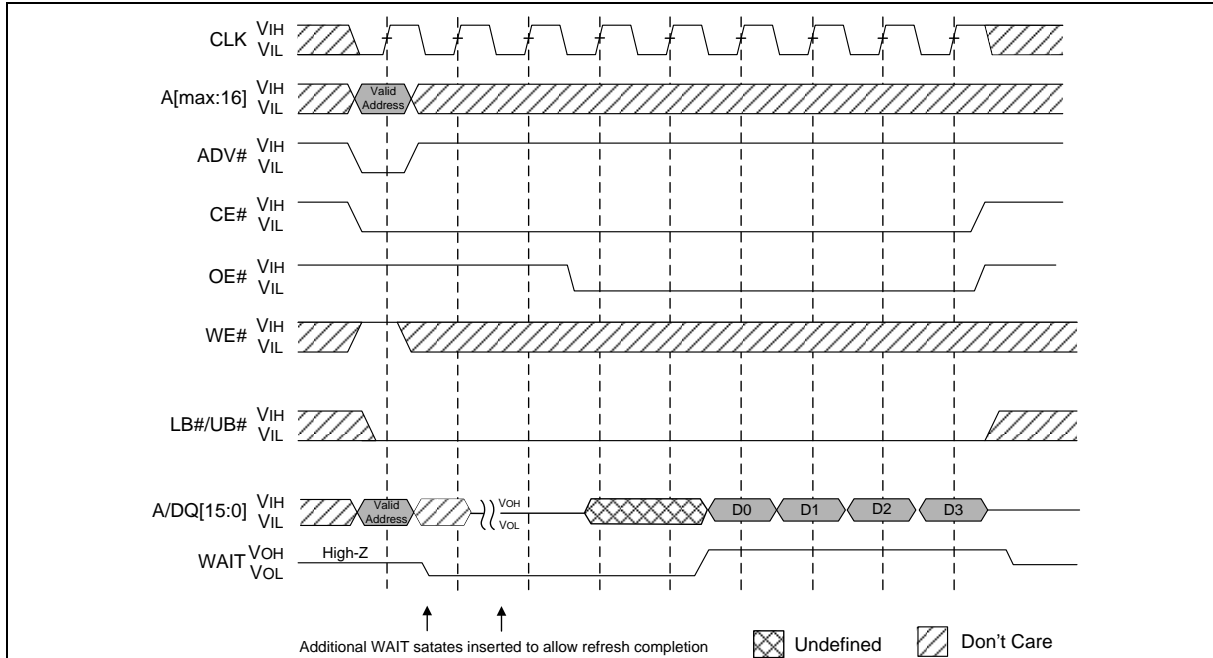 CLK VIH
VIL
A[max:16] VIH
VIL
Valid
Address
ADV# VIH
VIL
CE# VIH
VIL
OE# VIH
VIL
WE# VIH
VIL
LB#/UB# VIH
VIL
A/DQ[15:0] VIH
VIL
Valid
Address
VOH
VOL
D0 D1 D2 D3
WAIT VOH
VOL
High-Z
Additional WAIT satates inserted to allow refresh completion
Undefined
Don't Care